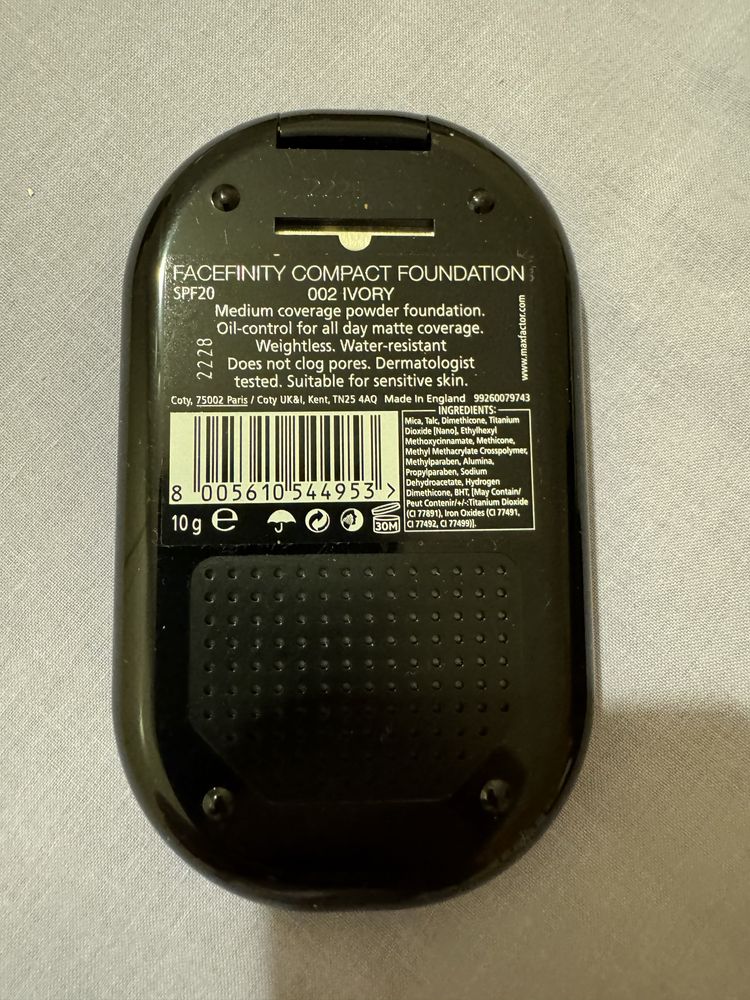 2228
FACEFINITY COMPACT FOUNDATION
SPF20 002 IVORY
Medium coverage powder foundation.
Oil-control for all day matte coverage.
Weightless. Water-resistant
Does not clog pores. Dermatologist
tested. Suitable for sensitive skin.
2228
www.maxfactor.com
Coty, 75002 Paris / Coty UK&I, Kent, TN25 4AQ Made In England 99260079743
8 005610 544953 >
10 g e
30M
INGREDIENTS:
Mica, Talc, Dimethicone, Titanium
Dioxide [Nano], Ethylhexyl
Methoxycinnamate, Methicone,
Methyl Methacrylate Crosspolymer,
Methylparaben, Alumina,
Propylparaben, Sodium
Dehydroacetate, Hydrogen
Dimethicone, BHT, [May Contain/
Peut Contenir/+/-:Titanium Dioxide
(CI 77891), Iron Oxides (CI 77491,
CI 77492, CI 77499)].